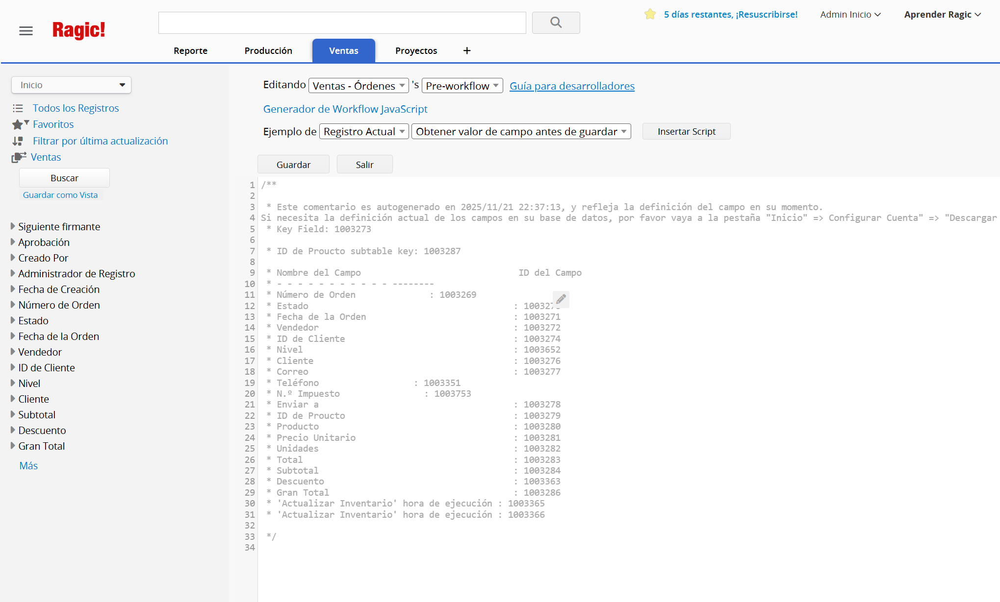 Ragic!
5 días restantes, ¡Resuscribirse!
Admin Inicio
Aprender Ragic
Reporte
Producción
Ventas
Proyectos
+
Inicio
Todos los Registros
Favoritos
Filtrar por última actualización
Ventas
Buscar
Guardar como Vista
Siguiente firmante
Aprobación
Creado Por
Administrador de Registro
Fecha de Creación
Número de Orden
Estado
Fecha de la Orden
Vendedor
ID de Cliente
Nivel
Cliente
Subtotal
Descuento
Gran Total
Más
Editando Ventas - Órdenes 's Pre-workflow Guía para desarrolladores
Generador de Workflow JavaScript
Ejemplo de Registro Actual Obtener valor de campo antes de guardar Insertar Script
Guardar Salir
1 /**
2
3 * Este comentario es autogenerado en 2025/11/21 22:37:13, y refleja la definición del campo en su momento.
4 Si necesita la definición actual de los campos en su base de datos, por favor vaya a la pestaña "Inicio" => Configurar Cuenta" => "Descargar
5 * Key Field: 1003273
6
7 * ID de Proucto subtable key: 1003287
8
9 * Nombre del Campo ID del Campo
10 * - - - - - - - - - - - --------
11 * Número de Orden : 1003269
12 * Estado :
13 * Fecha de la Orden : 1003271
14 * Vendedor : 1003272
15 * ID de Cliente : 1003274
16 * Nivel : 1003652
17 * Cliente : 1003276
18 * Correo : 1003277
19 * Teléfono : 1003351
20 * N.º Impuesto : 1003753
21 * Enviar a : 1003278
22 * ID de Proucto : 1003279
23 * Producto : 1003280
24 * Precio Unitario : 1003281
25 * Unidades : 1003282
26 * Total : 1003283
27 * Subtotal : 1003284
28 * Descuento : 1003363
29 * Gran Total : 1003286
30 * 'Actualizar Inventario' hora de ejecución : 1003365
31 * 'Actualizar Inventario' hora de ejecución : 1003366
32
33 */
34